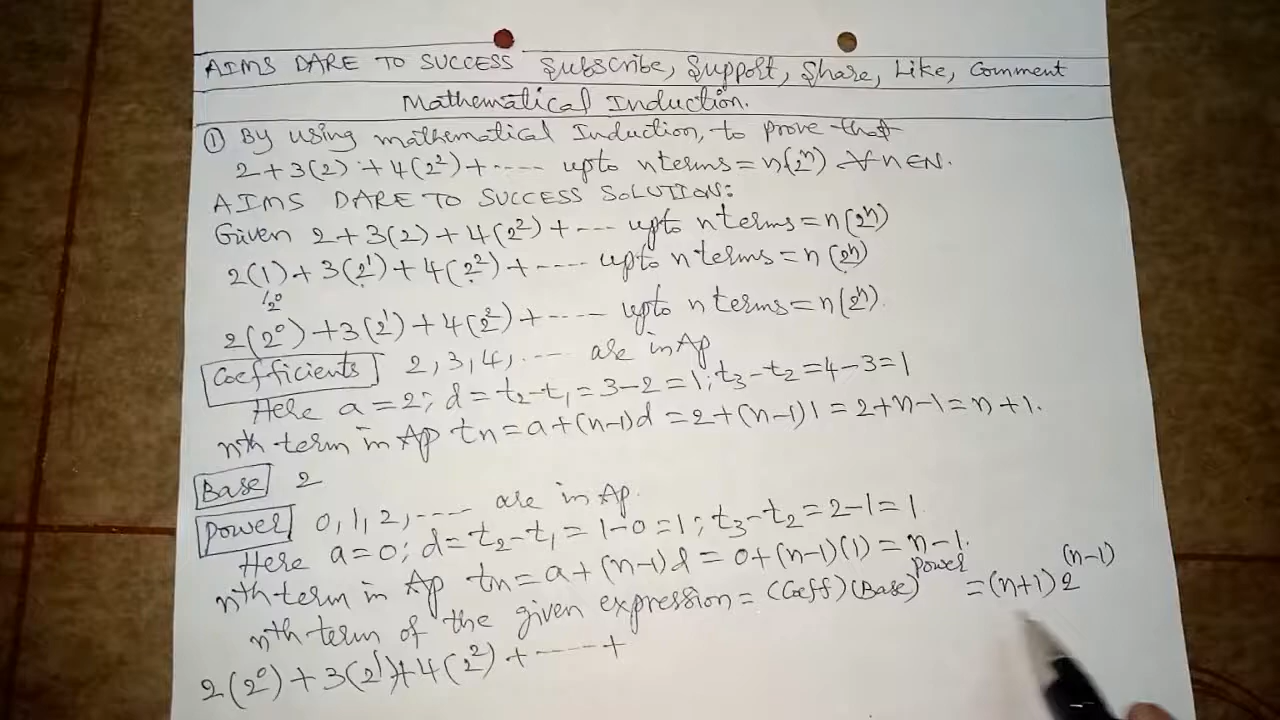 AIMS DARE TO SUCCESS Subscribe, Support, Share, Like, Comment
Mathematical Induction.
① By using mathematical Induction, to prove that
2+3(2)+4(2²)+----- upto n terms = n(2ⁿ) ∀ n∈N.
AIMS DARE TO SUCCESS SOLUTION:
Given 2+3(2)+4(2²)+--- upto n terms = n(2ⁿ)
2(1)+3(2¹)+4(2²)+---- upto n terms = n(2ⁿ)
2⁰
2(2⁰)+3(2¹)+4(2²)+----- upto n terms = n(2ⁿ).
Coefficients 2, 3, 4, ---- are in Ap
Here a=2; d=t₂-t₁=3-2=1; t₃-t₂=4-3=1
nth term in Ap tn=a+(n-1)d=2+(n-1)1=2+n-1=n+1.
Base 2
Power 0, 1, 2, ---- are in Ap.
Here a=0; d=t₂-t₁=1-0=1; t₃-t₂=2-1=1
nth term in Ap tn=a+(n-1)d=0+(n-1)(1)=n-1.
nth term of the given expression=(Coeff)(Base)^power =(n+1)2^(n-1)
2(2⁰)+3(2¹)+4(2²)+-----+